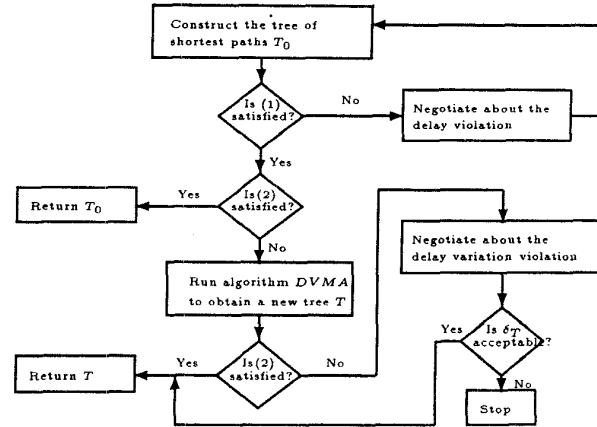 Construct the tree of
shortest paths T₀
Is (1)
satisfied?
No
Negotiate about the
delay violation
Yes
Is(2)
satisfied?
Yes
Return T₀
No
Run algorithm DVMA
to obtain a new tree T
Negotiate about the
delay variation violation
Is(2)
satisfied?
Yes
No
Return T
Is δT
acceptable?
Yes
No
Stop